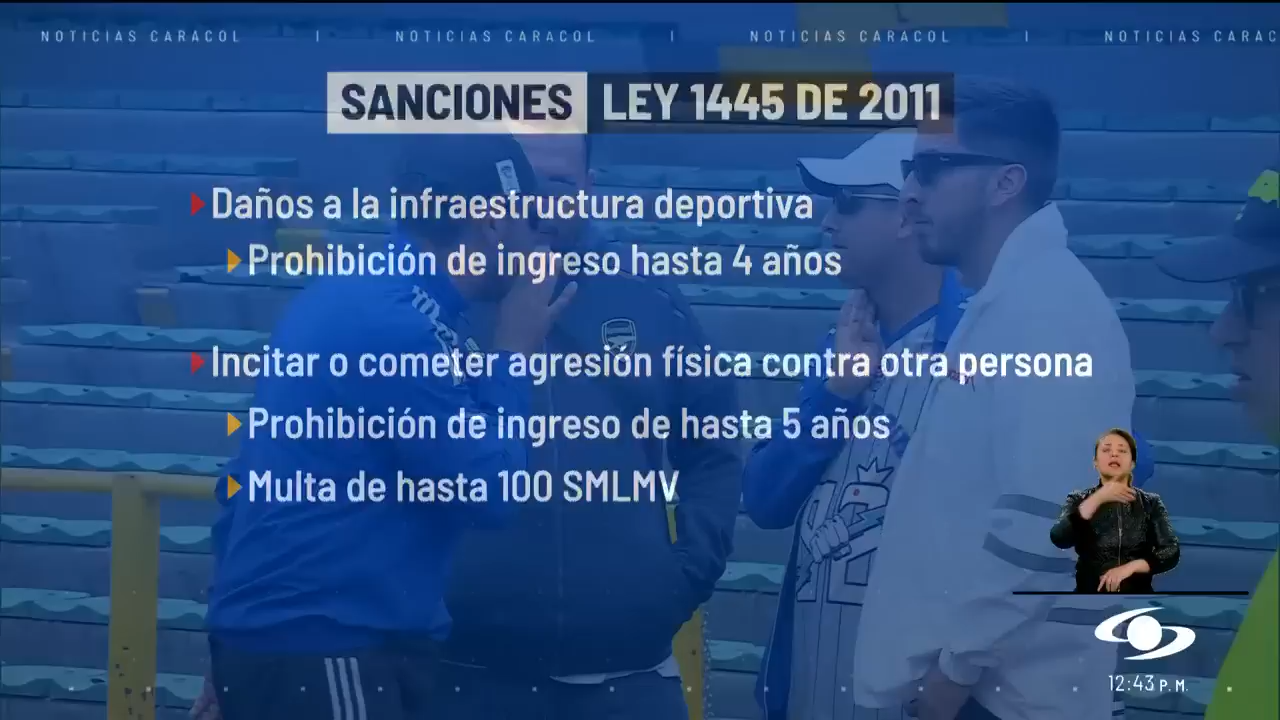 NOTICIAS CARACOL | NOTICIAS CARACOL | NOTICIAS CARACOL | NOTICIAS CARAC
SANCIONES LEY 1445 DE 2011
Daños a la infraestructura deportiva
Prohibición de ingreso hasta 4 años
Incitar o cometer agresión física contra otra persona
Prohibición de ingreso de hasta 5 años
Multa de hasta 100 SMLMV
12:43 P.M.